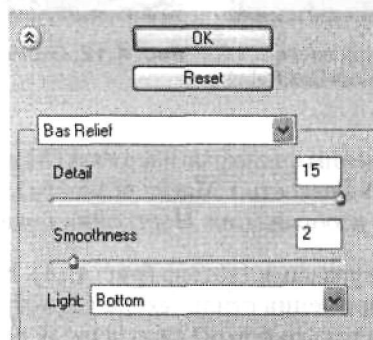 OK
Reset
Bas Relief
Detail 15
Smoothness 2
Light: Bottom